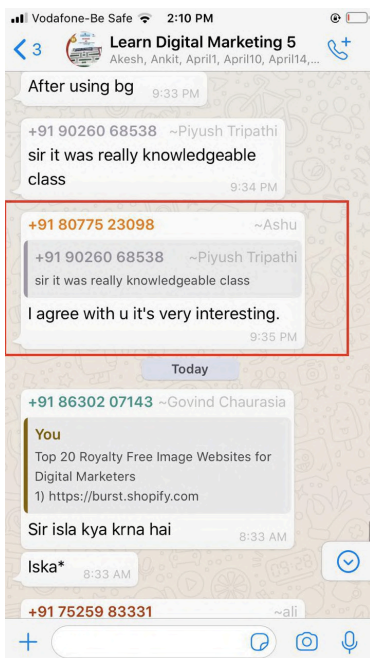 Vodafone-Be Safe 2:10 PM
3 Learn Digital Marketing 5
Akesh, Ankit, April1, April10, April14,...
After using bg 9:33 PM
+91 90260 68538 ~Piyush Tripathi
sir it was really knowledgeable
class
9:34 PM
+91 80775 23098 ~Ashu
+91 90260 68538 ~Piyush Tripathi
sir it was really knowledgeable class
I agree with u it's very interesting.
9:35 PM
Today
+91 86302 07143 ~Govind Chaurasia
You
Top 20 Royalty Free Image Websites for
Digital Marketers
1) https://burst.shopify.com
Sir isla kya krna hai 8:33 AM
Iska* 8:33 AM
+91 75259 83331 ~ali